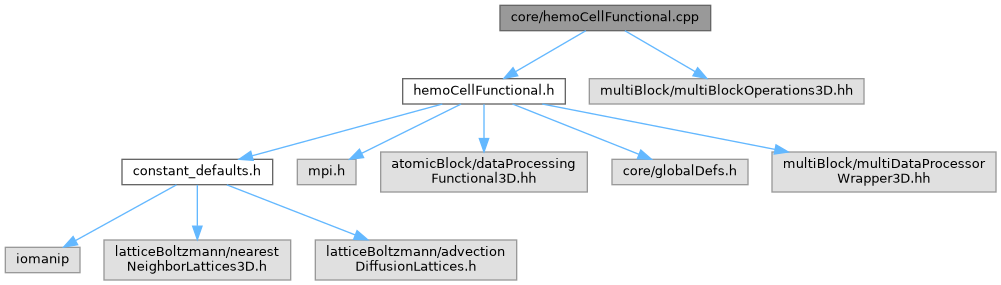 core/hemoCellFunctional.cpp
hemoCellFunctional.h
multiBlock/multiBlockOperations3D.hh
constant_defaults.h
mpi.h
atomicBlock/dataProcessing
Functional3D.hh
core/globalDefs.h
multiBlock/multiDataProcessor
Wrapper3D.hh
iomanip
latticeBoltzmann/nearest
NeighborLattices3D.h
latticeBoltzmann/advection
DiffusionLattices.h